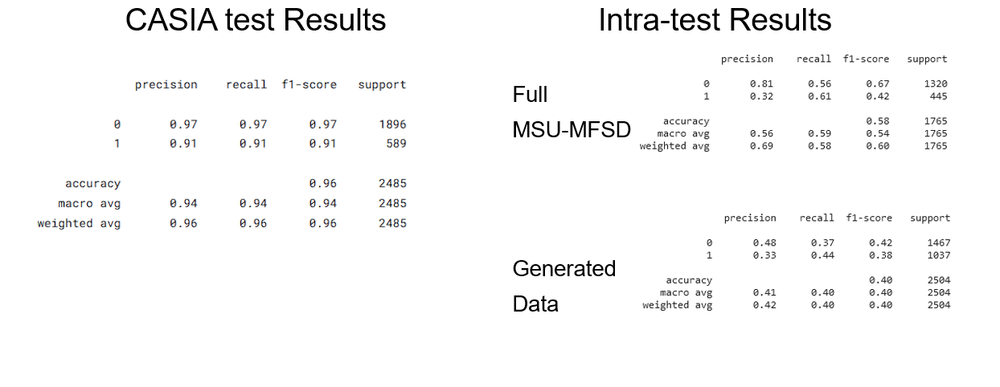 CASIA test Results
precision recall f1-score support
0 0.97 0.97 0.97 1896
1 0.91 0.91 0.91 589
accuracy 0.96 2485
macro avg 0.94 0.94 0.94 2485
weighted avg 0.96 0.96 0.96 2485
Intra-test Results
Full
MSU-MFSD
precision recall f1-score support
0 0.81 0.56 0.67 1320
1 0.32 0.61 0.42 445
accuracy 0.58 1765
macro avg 0.56 0.59 0.54 1765
weighted avg 0.69 0.58 0.60 1765
Generated
Data
precision recall f1-score support
0 0.48 0.37 0.42 1467
1 0.33 0.44 0.38 1037
accuracy 0.40 2504
macro avg 0.41 0.40 0.40 2504
weighted avg 0.42 0.40 0.40 2504